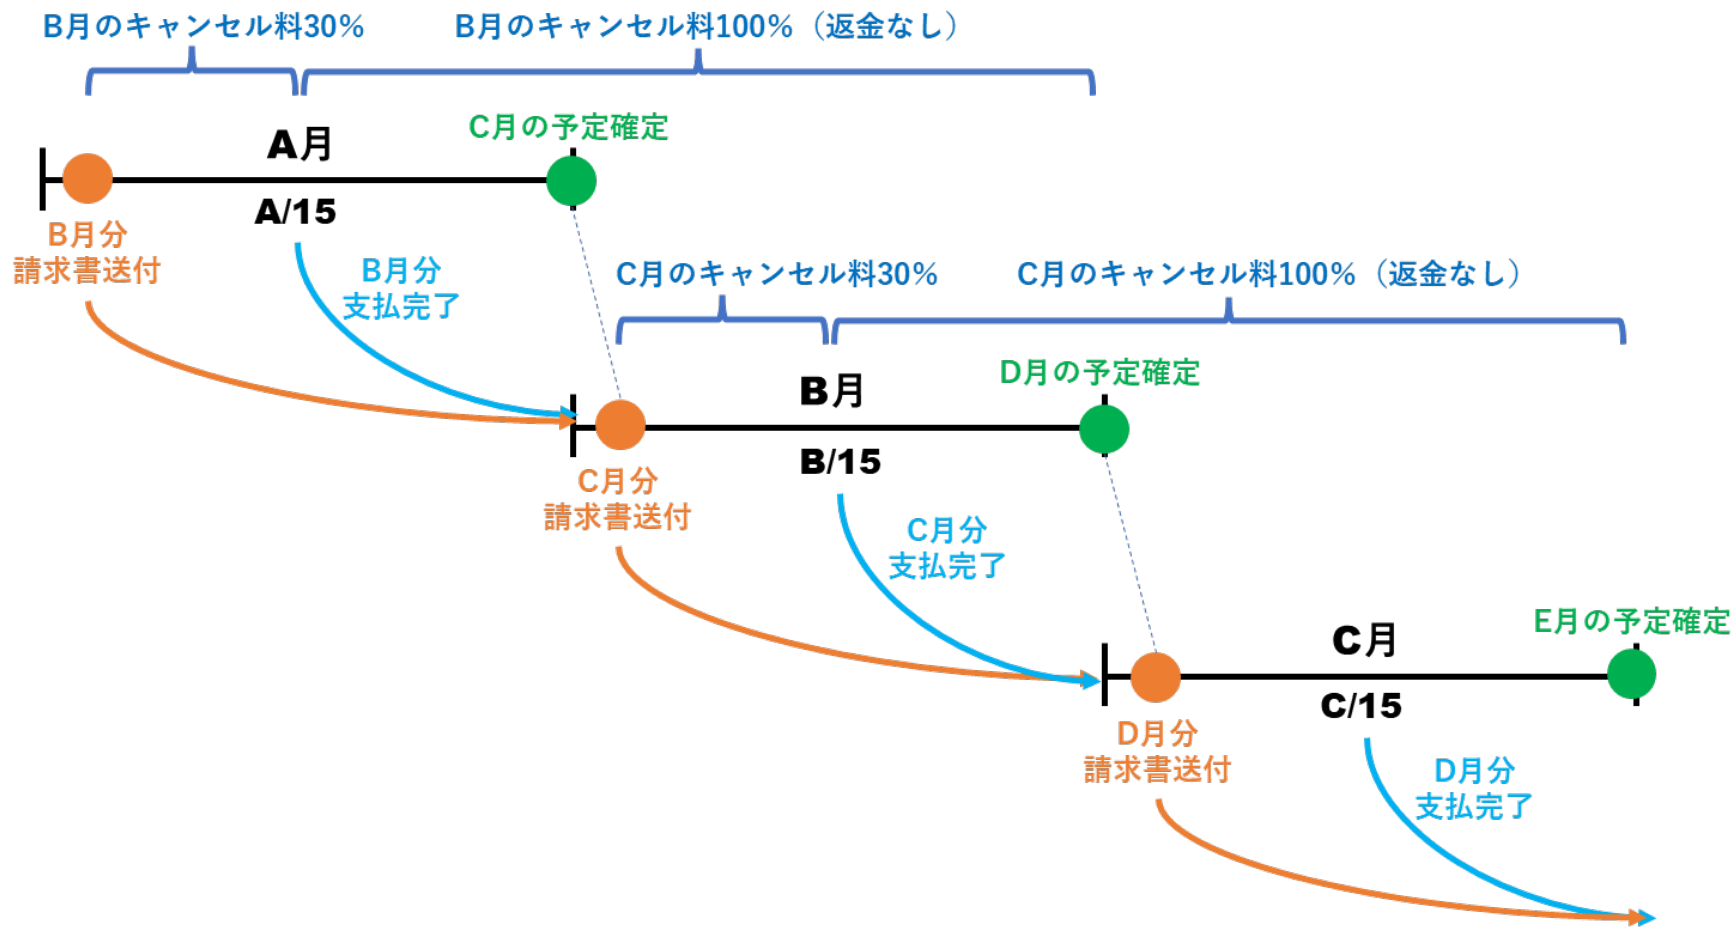 B月のキャンセル料30%
B月のキャンセル料100%（返金なし）
C月の予定確定
A月
A/15
B月分
請求書送付
B月分
支払完了
C月のキャンセル料30%
C月のキャンセル料100%（返金なし）
D月の予定確定
B月
B/15
C月分
請求書送付
C月分
支払完了
E月の予定確定
C月
C/15
D月分
請求書送付
D月分
支払完了